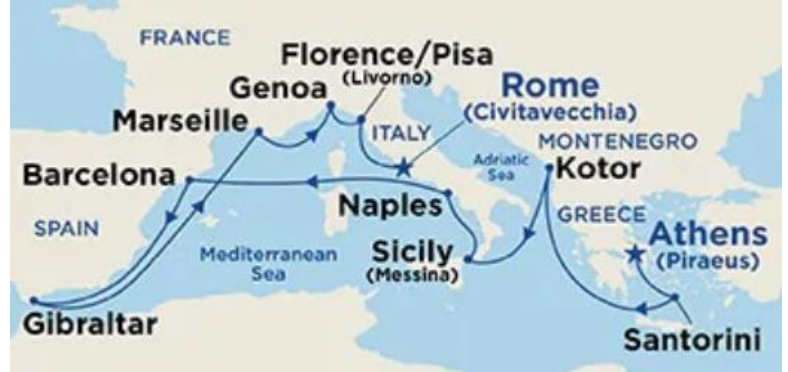 FRANCE
Florence/Pisa
(Livorno)
Genoa
Rome
(Civitavecchia)
Marseille
ITALY
MONTENEGRO
Adriatic
Sea
Kotor
Barcelona
Naples
GREECE
SPAIN
Athens
(Piraeus)
Mediterranean
Sea
Sicily
(Messina)
Gibraltar
Santorini